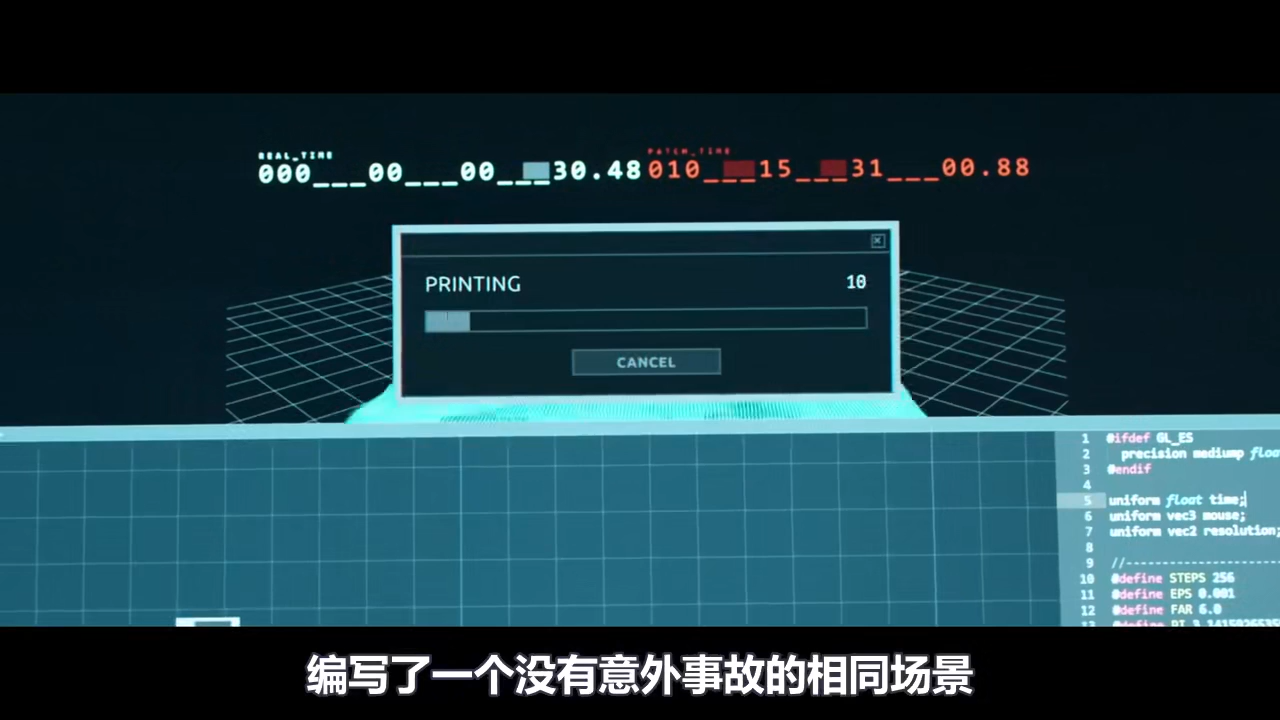 REAL_TIME
000___00___00___30.48
PATCH_TIME
010___15___31___00.88
PRINTING 10
CANCEL
1 #ifdef GL_ES
2 precision mediump
3 #endif
4
5 uniform float time;
6 uniform vec3 mouse;
7 uniform vec2 resolution;
8
9 //----------------------
10 #define STEPS 256
11 #define EPS 0.001
12 #define FAR 6.0
编写了一个没有意外事故的相同场景